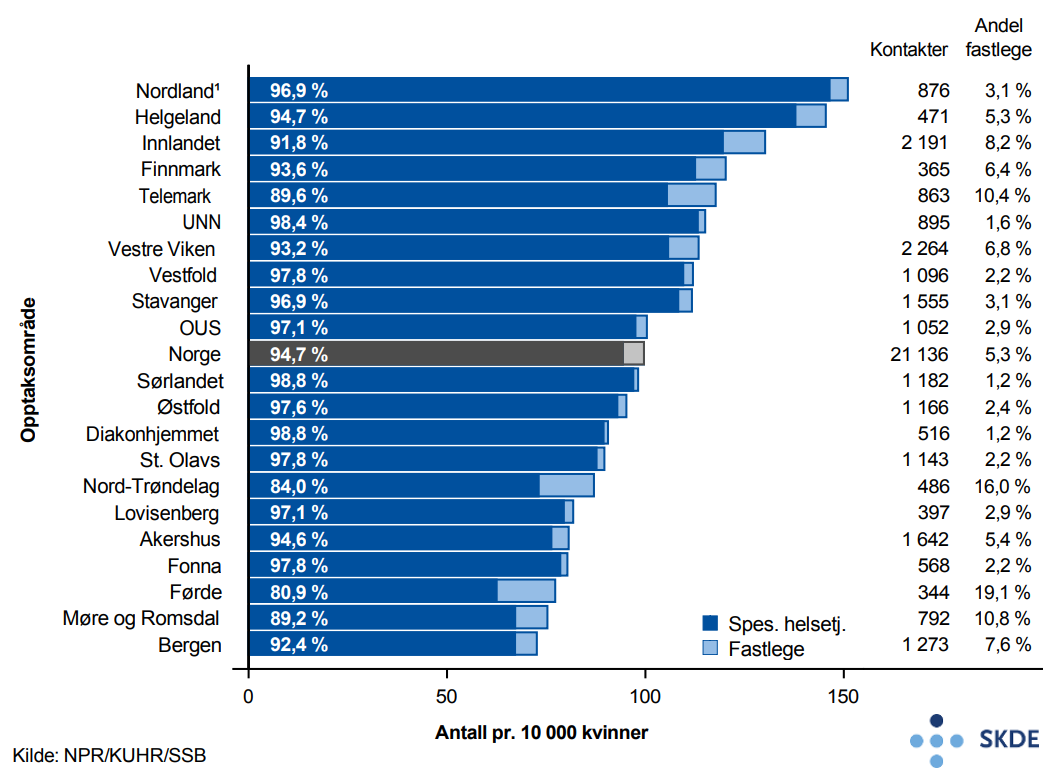 Andel
Kontakter fastlege
Nordland¹ 96,9 % 876 3,1 %
Helgeland 94,7 % 471 5,3 %
Innlandet 91,8 % 2 191 8,2 %
Finnmark 93,6 % 365 6,4 %
Telemark 89,6 % 863 10,4 %
UNN 98,4 % 895 1,6 %
Vestre Viken 93,2 % 2 264 6,8 %
Vestfold 97,8 % 1 096 2,2 %
Stavanger 96,9 % 1 555 3,1 %
OUS 97,1 % 1 052 2,9 %
Norge 94,7 % 21 136 5,3 %
Sørlandet 98,8 % 1 182 1,2 %
Østfold 97,6 % 1 166 2,4 %
Diakonhjemmet 98,8 % 516 1,2 %
St. Olavs 97,8 % 1 143 2,2 %
Nord-Trøndelag 84,0 % 486 16,0 %
Lovisenberg 97,1 % 397 2,9 %
Akershus 94,6 % 1 642 5,4 %
Fonna 97,8 % 568 2,2 %
Førde 80,9 % 344 19,1 %
Møre og Romsdal 89,2 % 792 10,8 %
Bergen 92,4 % 1 273 7,6 %
Opptaksområde
Spes. helsetj.
Fastlege
0 50 100 150
Antall pr. 10 000 kvinner
Kilde: NPR/KUHR/SSB
SKDE